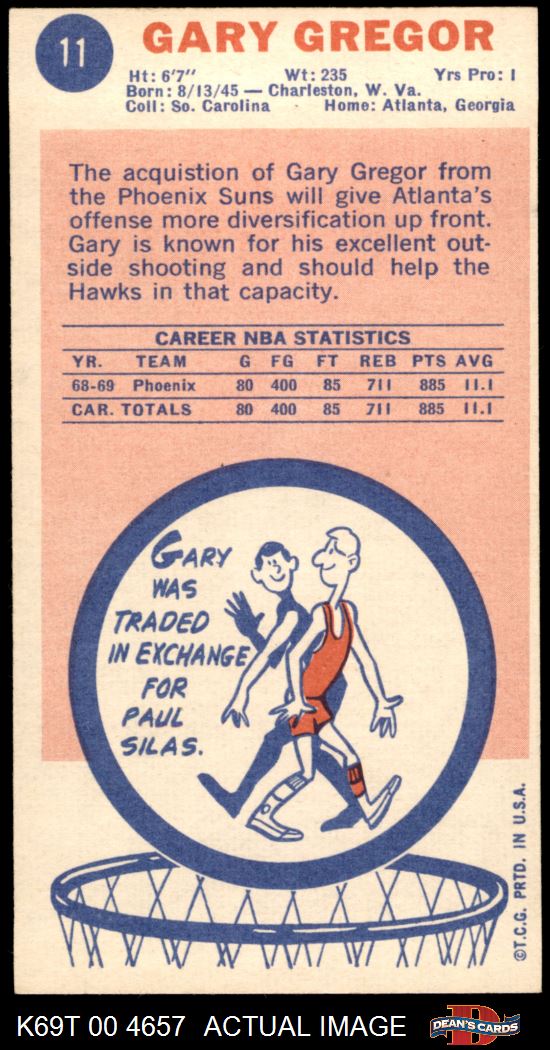 11
GARY GREGOR
Ht: 6'7" Wt: 235 Yrs Pro: 1
Born: 8/13/45 — Charleston, W. Va.
Coll: So. Carolina Home: Atlanta, Georgia
The acquistion of Gary Gregor from
the Phoenix Suns will give Atlanta's
offense more diversification up front.
Gary is known for his excellent out-
side shooting and should help the
Hawks in that capacity.
CAREER NBA STATISTICS
YR. TEAM G FG FT REB PTS AVG
68-69 Phoenix 80 400 85 711 885 11.1
CAR. TOTALS 80 400 85 711 885 11.1
GARY
WAS
TRADED
IN EXCHANGE
FOR
PAUL
SILAS.
©T.C.G. PRTD. IN U.S.A.
K69T 00 4657 ACTUAL IMAGE
D
DEAN'S CARDS